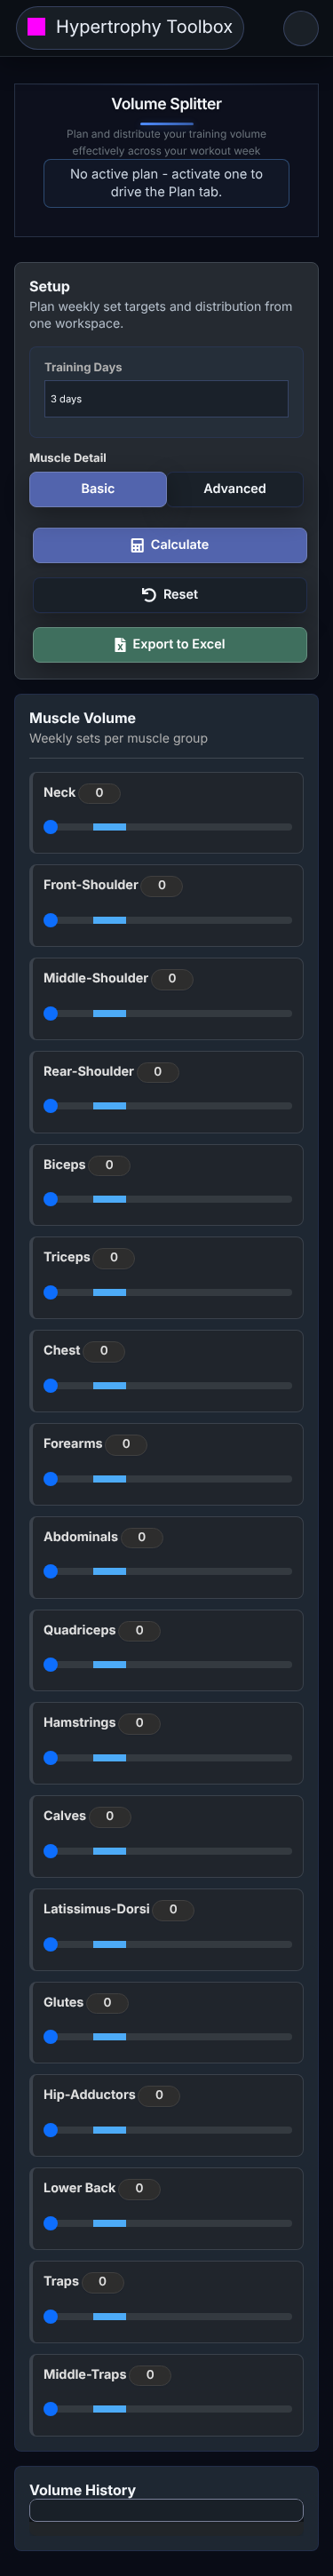 Hypertrophy Toolbox
Volume Splitter
Plan and distribute your training volume
effectively across your workout week
No active plan - activate one to
drive the Plan tab.
Setup
Plan weekly set targets and distribution from
one workspace.
Training Days
3 days
Muscle Detail
Basic
Advanced
Calculate
Reset
Export to Excel
Muscle Volume
Weekly sets per muscle group
Neck 0
Front-Shoulder 0
Middle-Shoulder 0
Rear-Shoulder 0
Biceps 0
Triceps 0
Chest 0
Forearms 0
Abdominals 0
Quadriceps 0
Hamstrings 0
Calves 0
Latissimus-Dorsi 0
Glutes 0
Hip-Adductors 0
Lower Back 0
Traps 0
Middle-Traps 0
Volume History